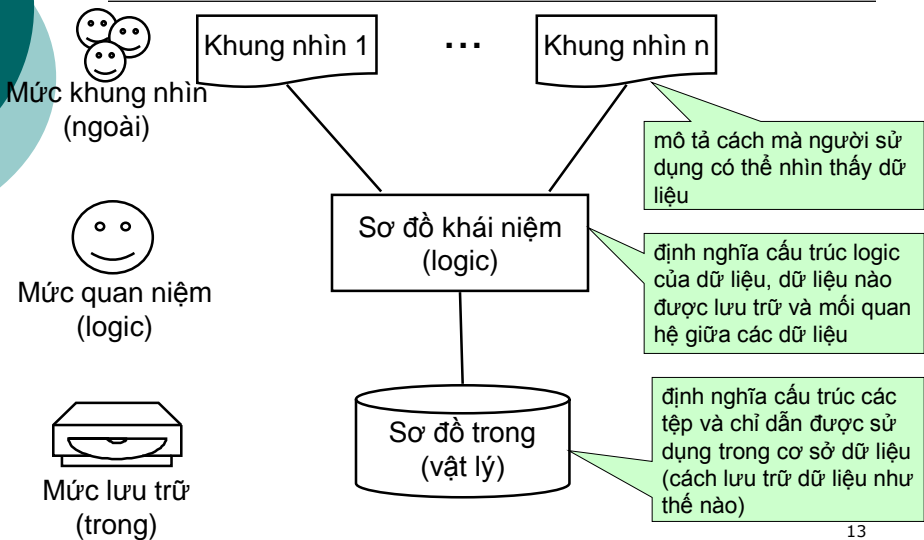 Khung nhìn 1
...
Khung nhìn n
Mức khung nhìn
(ngoài)
mô tả cách mà người sử
dụng có thể nhìn thấy dữ
liệu
Sơ đồ khái niệm
(logic)
Mức quan niệm
(logic)
định nghĩa cấu trúc logic
của dữ liệu, dữ liệu nào
được lưu trữ và mối quan
hệ giữa các dữ liệu
Sơ đồ trong
(vật lý)
Mức lưu trữ
(trong)
định nghĩa cấu trúc các
tệp và chỉ dẫn được sử
dụng trong cơ sở dữ liệu
(cách lưu trữ dữ liệu như
thế nào)
13